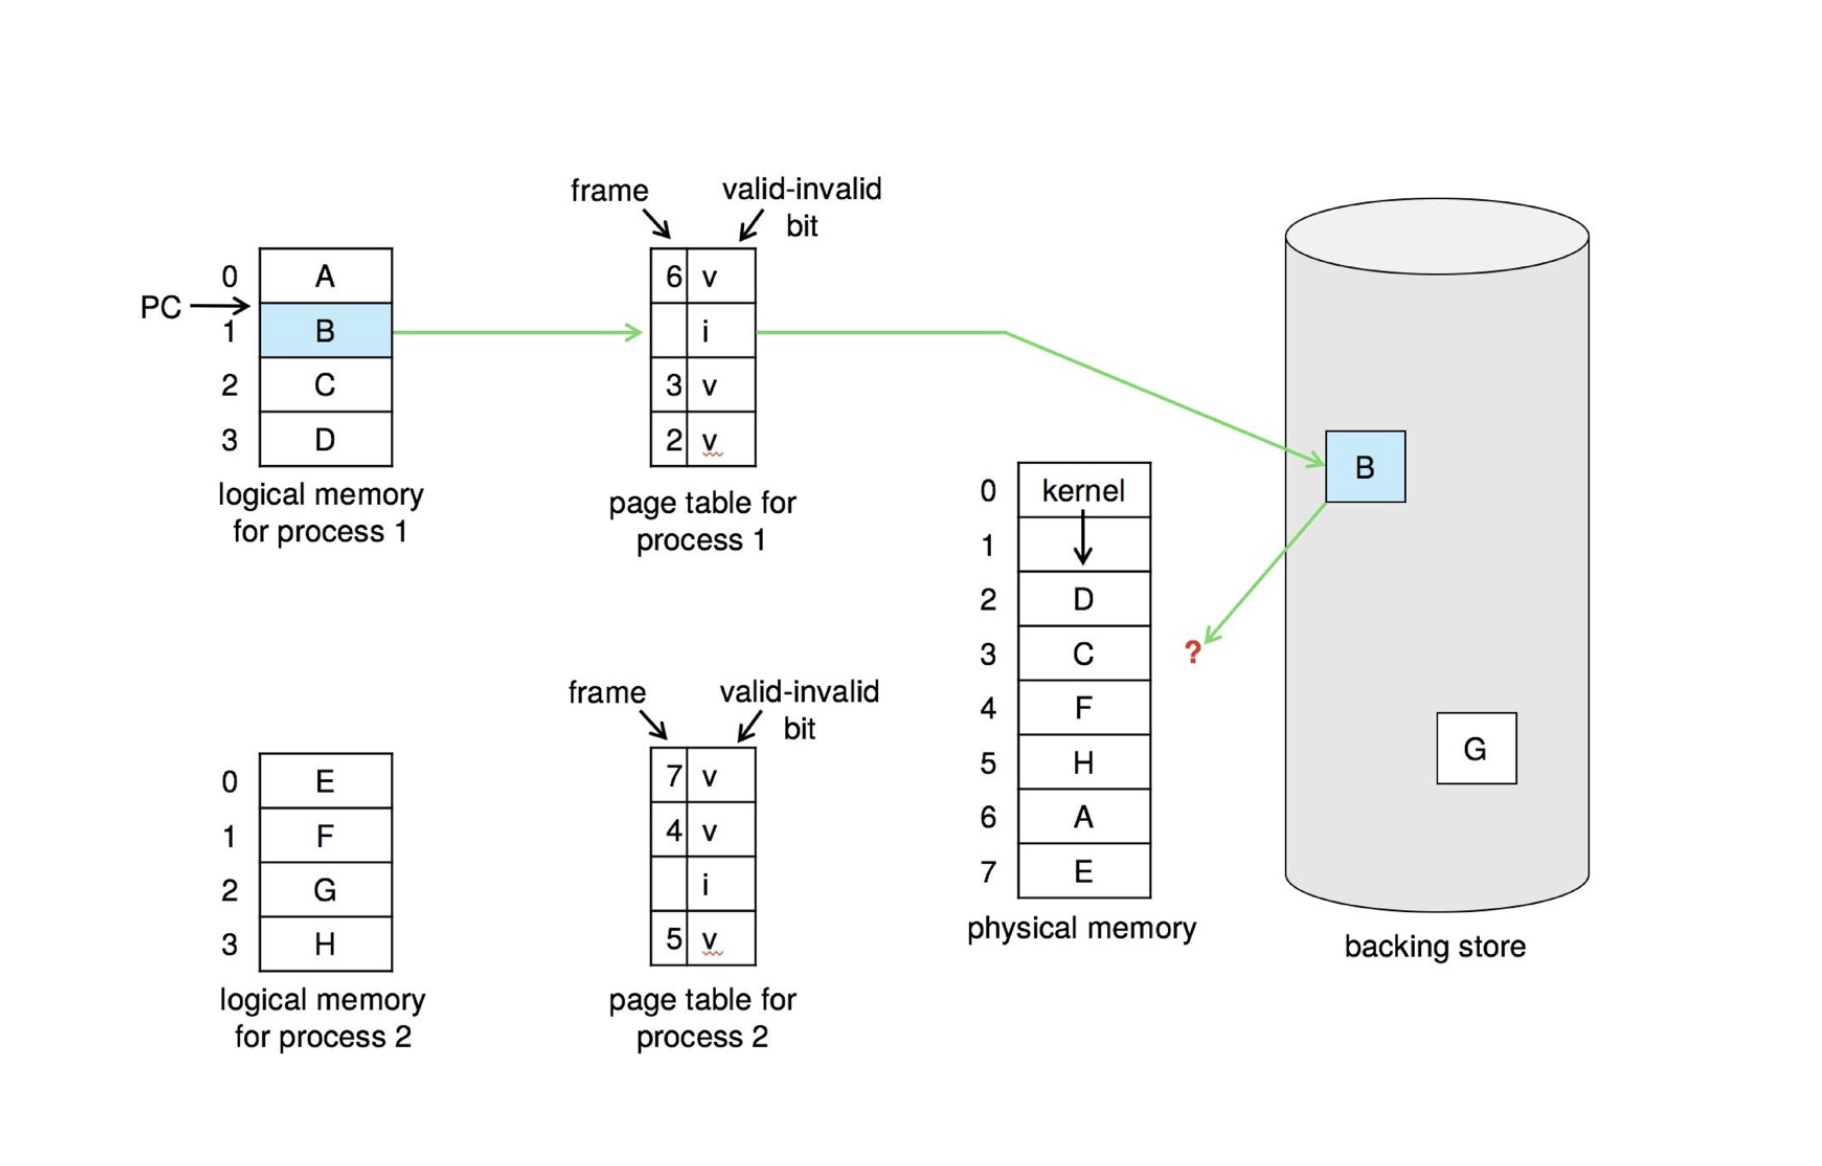 frame
valid-invalid
bit
0 A
PC
1 B
2 C
3 D
logical memory
for process 1
6 v
i
3 v
2 v
page table for
process 1
0 kernel
1
2 D
3 C
4 F
5 H
6 A
7 E
physical memory
?
B
G
backing store
frame
valid-invalid
bit
0 E
1 F
2 G
3 H
logical memory
for process 2
7 v
4 v
i
5 v
page table for
process 2